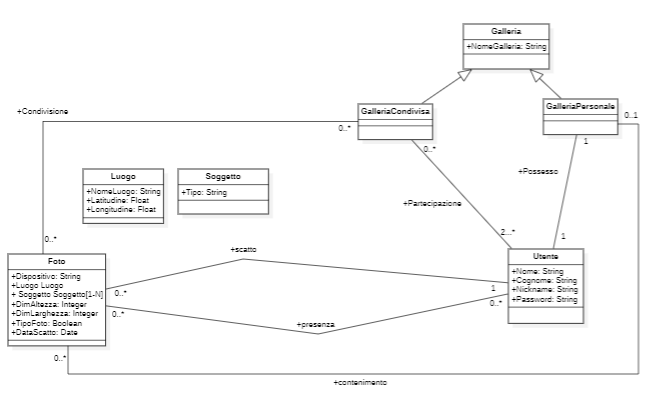 Galleria
+NomeGalleria: String
GalleriaCondivisa
GalleriaPersonale
+Condivisione
0..*
0..1
0..*
1
+Possesso
Luogo
+NomeLuogo: String
+Latitudine: Float
+Longitudine: Float
Soggetto
+Tipo: String
+Partecipazione
2..*
1
0..*
+scatto
Foto
+Dispositivo: String
+Luogo Luogo
+ Soggetto Soggetto[1-N]
+DimAltezza: Integer
+DimLarghezza: Integer
+TipoFoto: Boolean
+DataScatto: Date
Utente
+Nome: String
+Cognome: String
+Nickname: String
+Password: String
0..*
1
0..*
0..*
+presenza
0..*
+contenimento